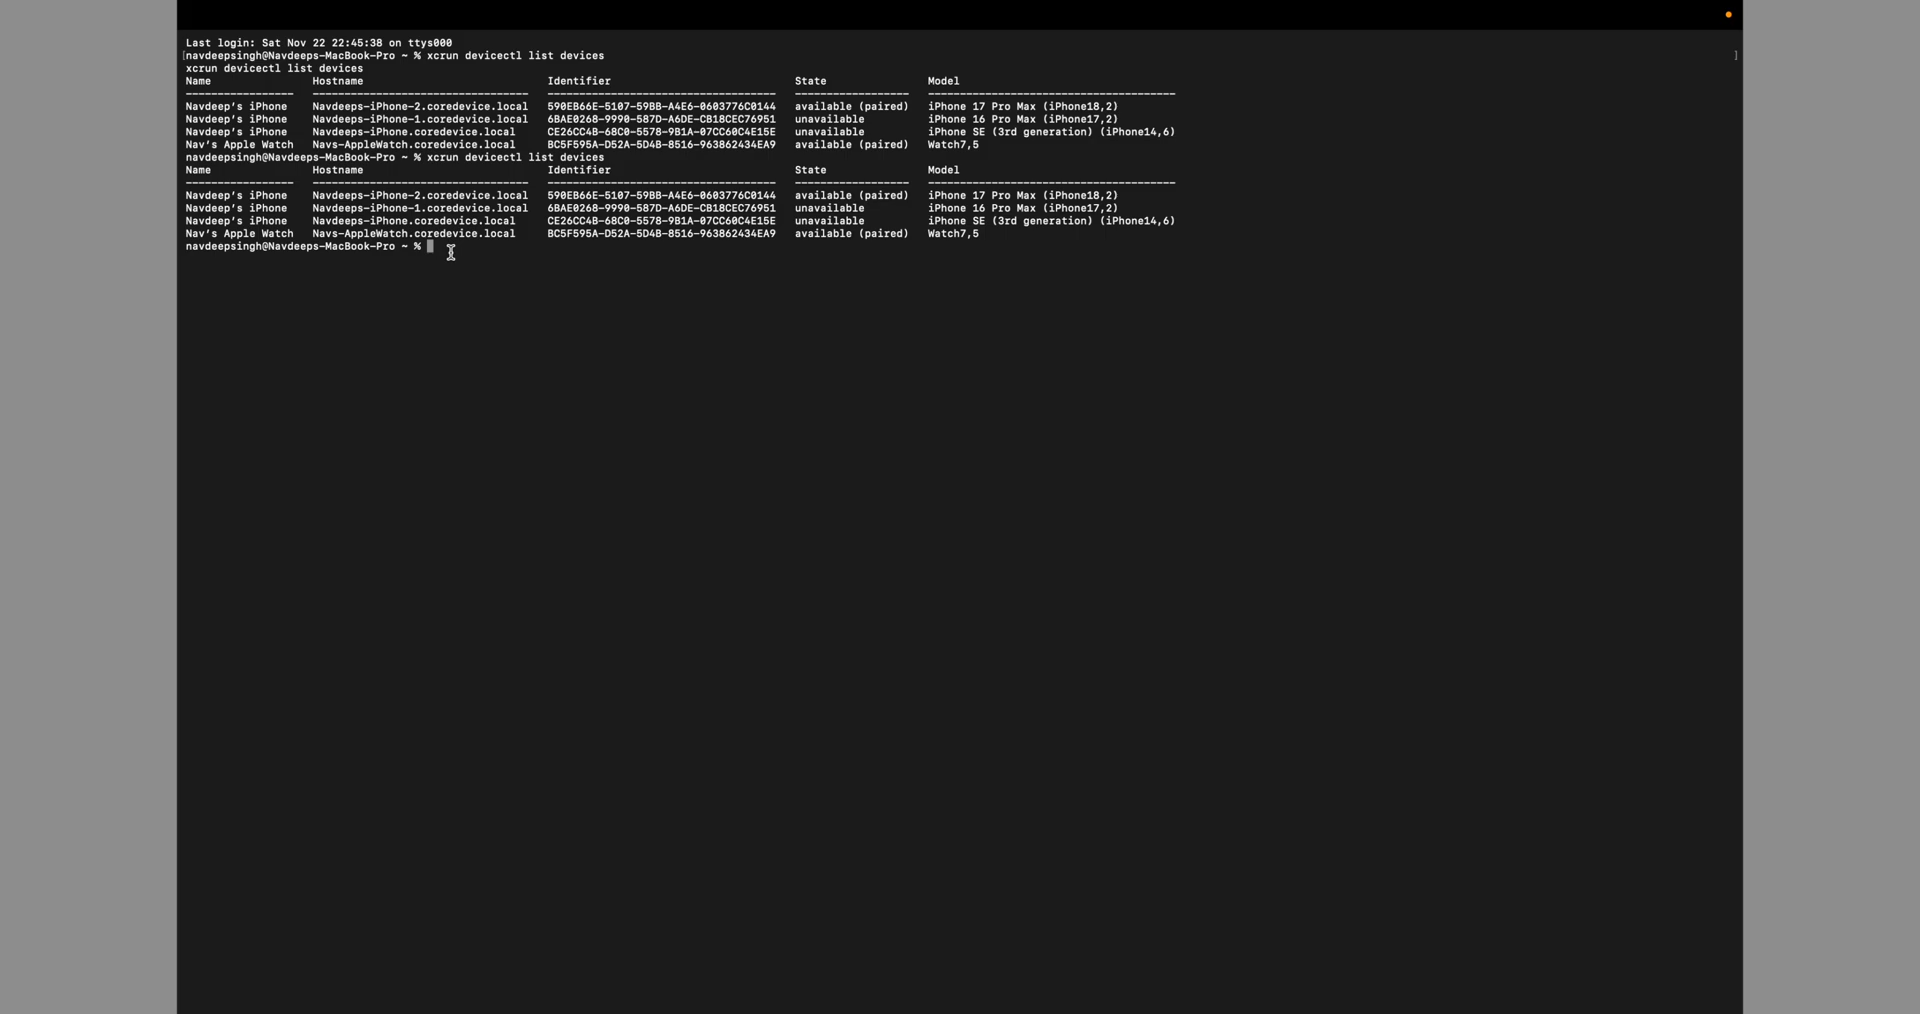 Last login: Sat Nov 22 22:45:38 on ttys000
[navdeepsingh@Navdeeps-MacBook-Pro ~ % xcrun devicectl list devices ]
xcrun devicectl list devices
Name Hostname Identifier State Model
----------------- ---------------------------------- ------------------------------------ ------------------ ---------------------------------------
Navdeep’s iPhone Navdeeps-iPhone-2.coredevice.local 590EB66E-5107-59BB-A4E6-0603776C0144 available (paired) iPhone 17 Pro Max (iPhone18,2)
Navdeep’s iPhone Navdeeps-iPhone-1.coredevice.local 6BAE0268-9990-587D-A6DE-CB18CEC76951 unavailable iPhone 16 Pro Max (iPhone17,2)
Navdeep’s iPhone Navdeeps-iPhone.coredevice.local CE26CC4B-68C0-5578-9B1A-07CC60C4E15E unavailable iPhone SE (3rd generation) (iPhone14,6)
Nav’s Apple Watch Navs-AppleWatch.coredevice.local BC5F595A-D52A-5D4B-8516-963862434EA9 available (paired) Watch7,5
navdeepsingh@Navdeeps-MacBook-Pro ~ % xcrun devicectl list devices
Name Hostname Identifier State Model
----------------- ---------------------------------- ------------------------------------ ------------------ ---------------------------------------
Navdeep’s iPhone Navdeeps-iPhone-2.coredevice.local 590EB66E-5107-59BB-A4E6-0603776C0144 available (paired) iPhone 17 Pro Max (iPhone18,2)
Navdeep’s iPhone Navdeeps-iPhone-1.coredevice.local 6BAE0268-9990-587D-A6DE-CB18CEC76951 unavailable iPhone 16 Pro Max (iPhone17,2)
Navdeep’s iPhone Navdeeps-iPhone.coredevice.local CE26CC4B-68C0-5578-9B1A-07CC60C4E15E unavailable iPhone SE (3rd generation) (iPhone14,6)
Nav’s Apple Watch Navs-AppleWatch.coredevice.local BC5F595A-D52A-5D4B-8516-963862434EA9 available (paired) Watch7,5
navdeepsingh@Navdeeps-MacBook-Pro ~ %